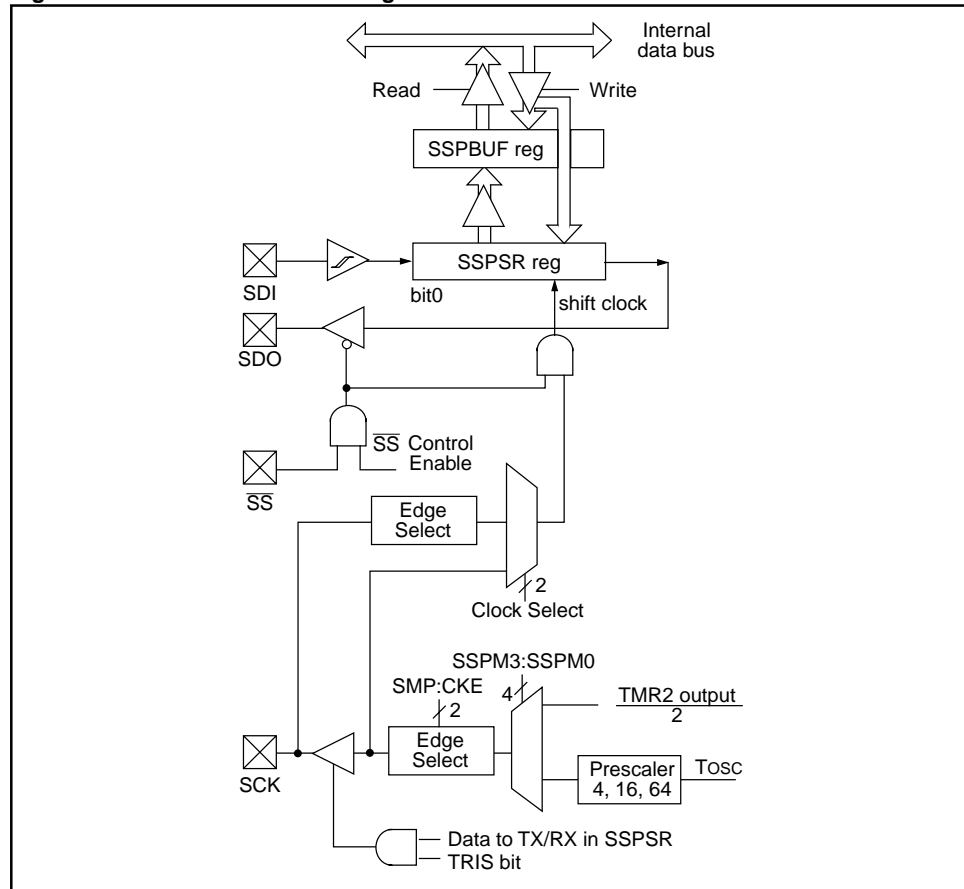 Internal
data bus
Read
Write
SSPBUF reg
SSPSR reg
SDI
bit0
shift clock
SDO
SS Control
Enable
SS
Edge
Select
2
Clock Select
SSPM3:SSPM0
SMP:CKE
4
TMR2 output
2
2
Edge
Select
SCK
Prescaler
4, 16, 64
TOSC
Data to TX/RX in SSPSR
TRIS bit